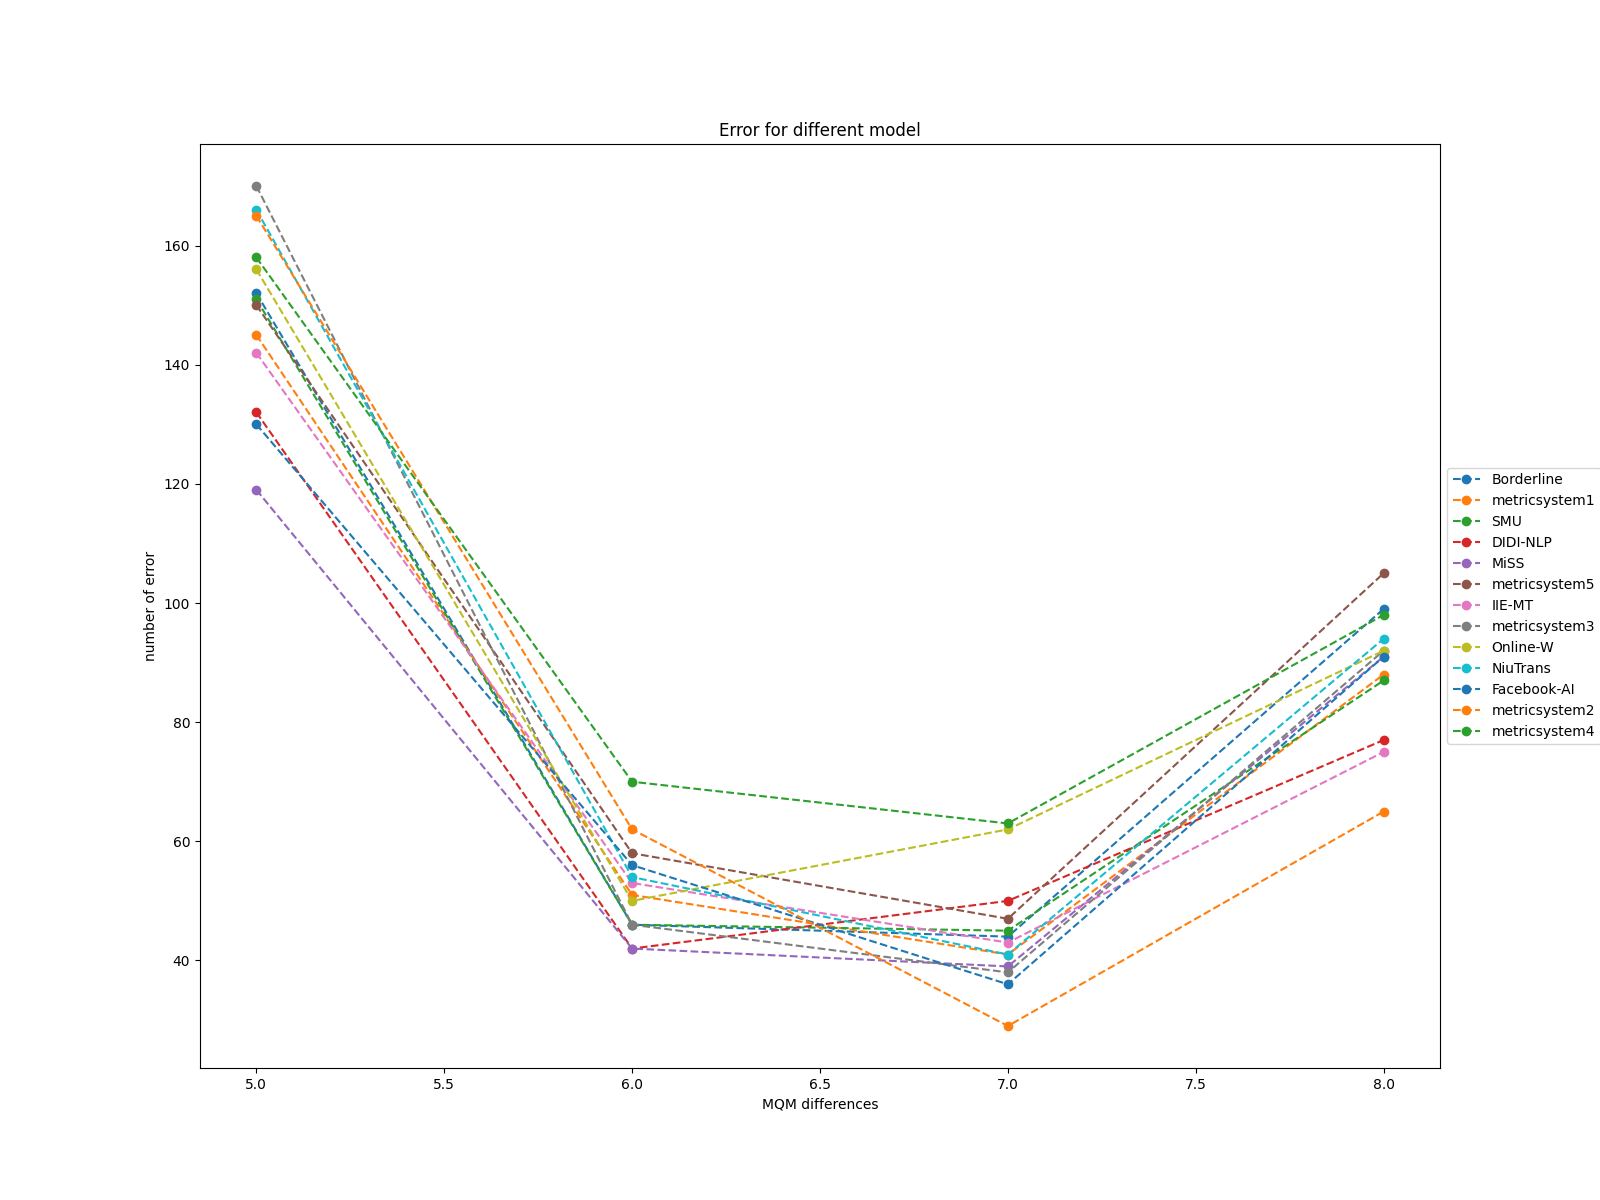 Error for different model
number of error
160
140
120
100
80
60
40
5.0
5.5
6.0
6.5
7.0
7.5
8.0
MQM differences
Borderline
metricsystem1
SMU
DIDI-NLP
MiSS
metricsystem5
IIE-MT
metricsystem3
Online-W
NiuTrans
Facebook-AI
metricsystem2
metricsystem4